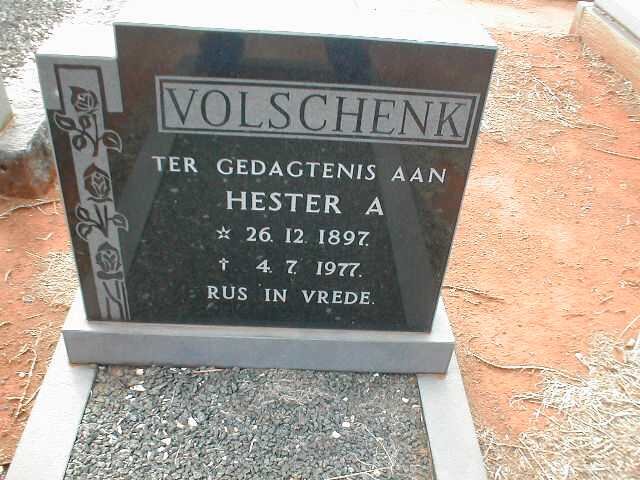 VOLSCHENK
TER GEDAGTENIS AAN
HESTER A
☆ 26. 12. 1897.
† 4. 7. 1977.
RUS IN VREDE.